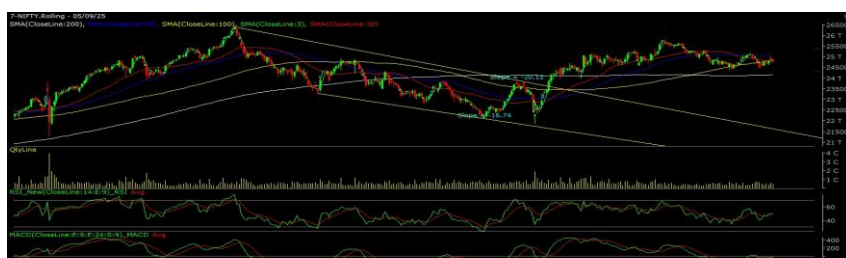 7-NIFTY.Rolling - 05/09/25
SMA(CloseLine:200), SMA(CloseLine:50), SMA(CloseLine:100), SMA(CloseLine:3), SMA(CloseLine:30)
26500
26 T
25500
25 T
24500
24 T
23500
23 T
22500
22 T
21500
21 T
Slope = -20.12
Slope = -16.74
QtyLine
4 C
3 C
2 C
1 C
RSI_New(CloseLine:14:E:9)_RSI Avg
60
40
MACD(CloseLine:E:9:E:24:5:9)_MACD Avg
400
200